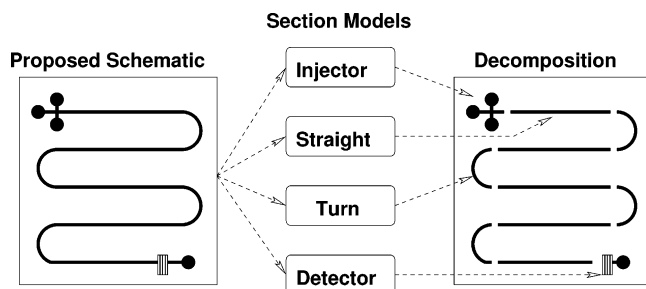 Section Models
Proposed Schematic
Decomposition
Injector
Straight
Turn
Detector